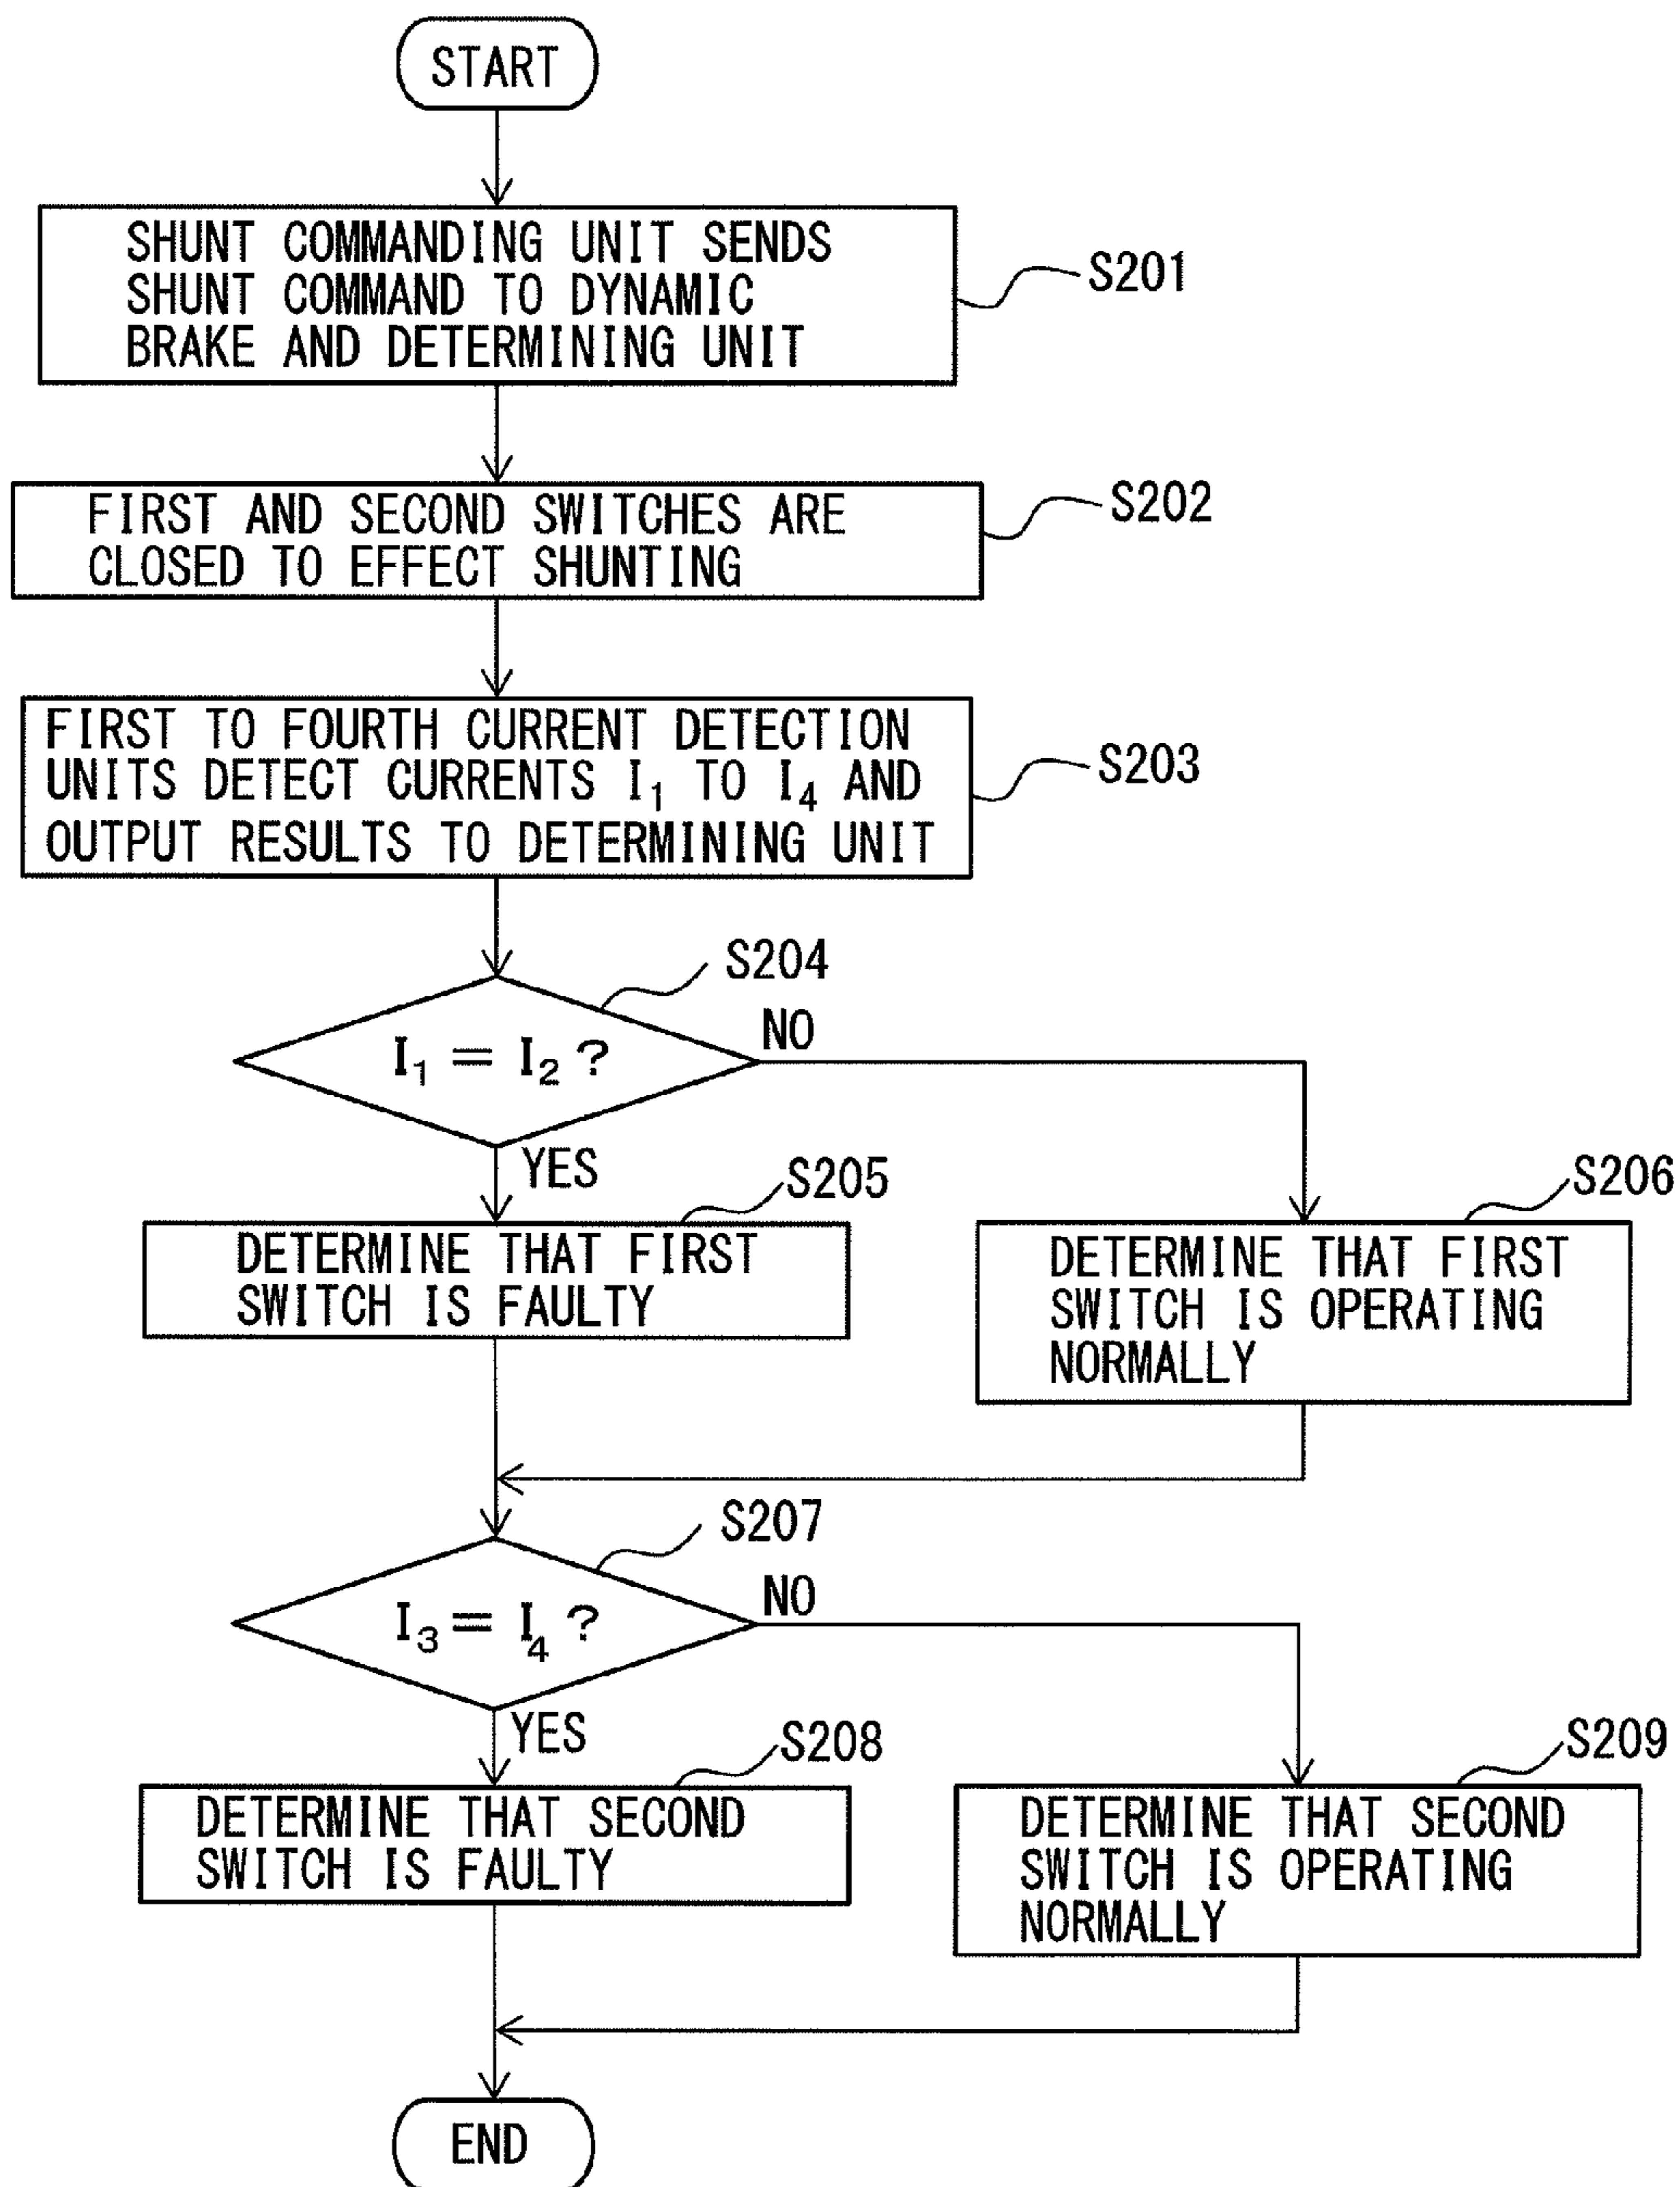 START
SHUNT COMMANDING UNIT SENDS
SHUNT COMMAND TO DYNAMIC
BRAKE AND DETERMINING UNIT
S201
FIRST AND SECOND SWITCHES ARE
CLOSED TO EFFECT SHUNTING
S202
FIRST TO FOURTH CURRENT DETECTION
UNITS DETECT CURRENTS I₁ TO I₄ AND
OUTPUT RESULTS TO DETERMINING UNIT
S203
S204
I₁ = I₂ ?
NO
YES
S205
DETERMINE THAT FIRST
SWITCH IS FAULTY
S206
DETERMINE THAT FIRST
SWITCH IS OPERATING
NORMALLY
S207
I₃ = I₄ ?
NO
YES
S208
DETERMINE THAT SECOND
SWITCH IS FAULTY
S209
DETERMINE THAT SECOND
SWITCH IS OPERATING
NORMALLY
END